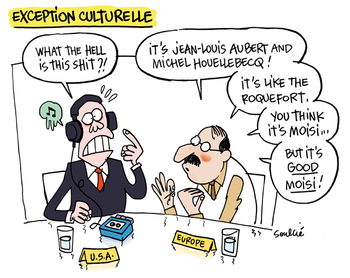 EXCEPTION CULTURELLE
WHAT THE HELL
IS THIS SHIT?!
IT'S JEAN-LOUIS AUBERT AND
MICHEL HOUELLEBECQ!
IT'S LIKE THE
ROQUEFORT.
YOU THINK
IT'S MOISI...
BUT IT'S
GOOD
MOISI!
Soulcié
U.S.A.
EUROPE